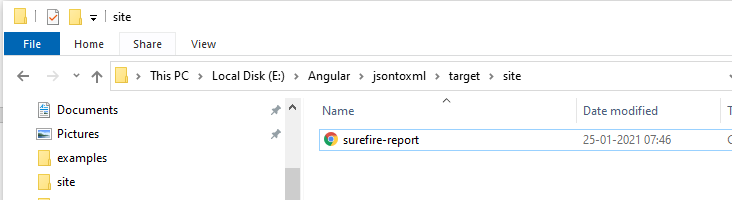 site
File Home Share View
This PC Local Disk (E:) Angular jsontoxml target site
Documents
Pictures
examples
site
Name Date modified
surefire-report 25-01-2021 07:46